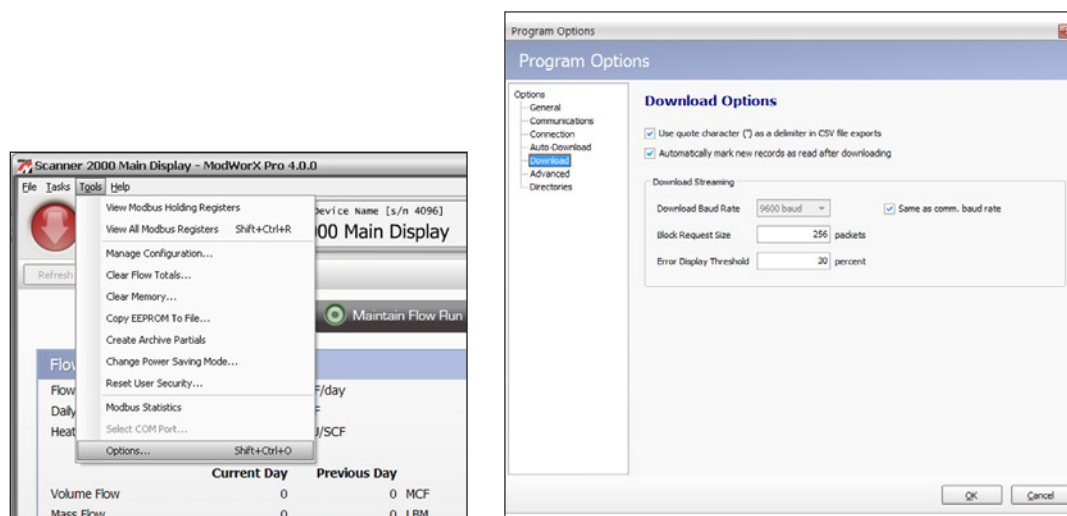 Scanner 2000 Main Display - ModWorX Pro 4.0.0
File Tasks Tools Help
View Modbus Holding Registers
View All Modbus Registers Shift+Ctrl+R
Manage Configuration...
Clear Flow Totals...
Clear Memory...
Copy EEPROM To File...
Create Archive Partials
Change Power Saving Mode...
Reset User Security...
Modbus Statistics
Select COM Port...
Options... Shift+Ctrl+O
Device Name [s/n 4096]
00 Main Display
Refresh
Maintain Flow Run
Flow
Flow F/day
Daily F
Heat J/SCF
Current Day Previous Day
Volume Flow 0 0 MCF
Mass Flow 0 0 LBM
Program Options
Program Options
Options
General
Communications
Connection
Auto-Download
Download
Advanced
Directories
Download Options
Use quote character (") as a delimiter in CSV file exports
Automatically mark new records as read after downloading
Download Streaming
Download Baud Rate 9600 baud Same as comm. baud rate
Block Request Size 256 packets
Error Display Threshold 20 percent
OK Cancel